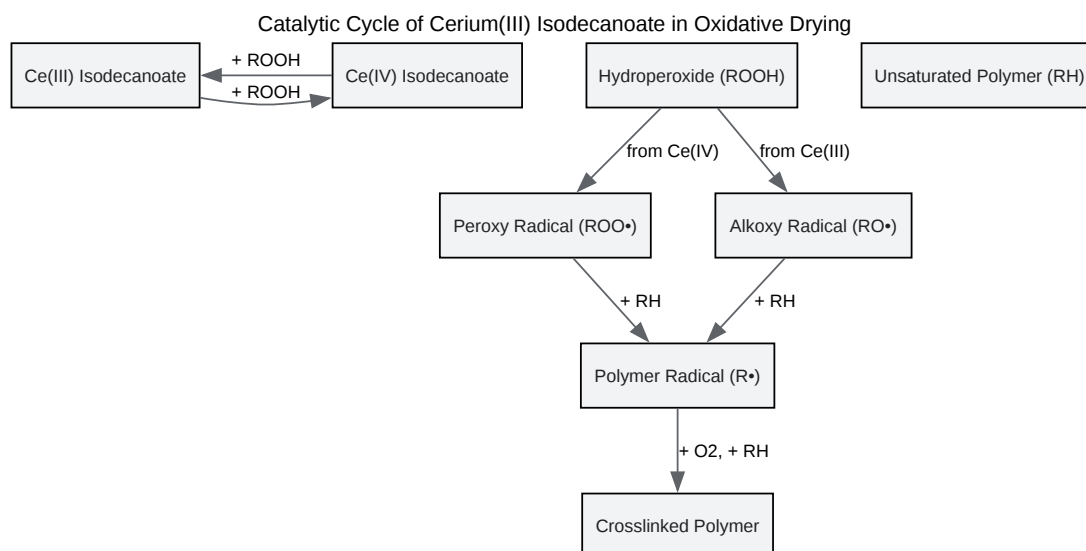 Catalytic Cycle of Cerium(III) Isodecanoate in Oxidative Drying
Ce(III) Isodecanoate
+ ROOH
+ ROOH
Ce(IV) Isodecanoate
Hydroperoxide (ROOH)
Unsaturated Polymer (RH)
from Ce(IV)
from Ce(III)
Peroxy Radical (ROO•)
Alkoxy Radical (RO•)
+ RH
+ RH
Polymer Radical (R•)
+ O2, + RH
Crosslinked Polymer